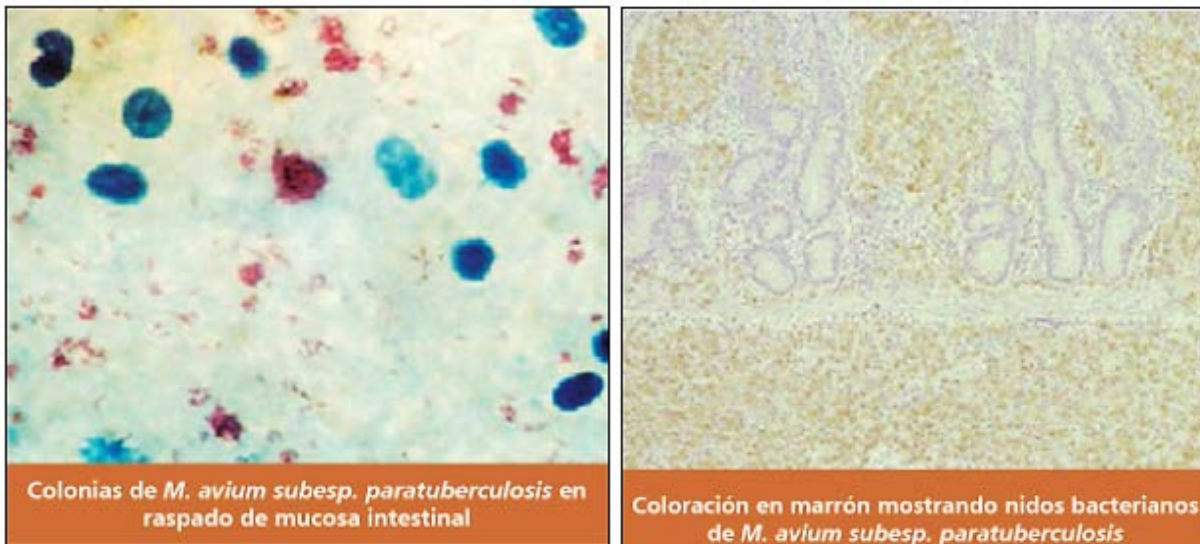 Colonias de M. avium subesp. paratuberculosis en
raspado de mucosa intestinal
Coloración en marrón mostrando nidos bacterianos
de M. avium subesp. paratuberculosis